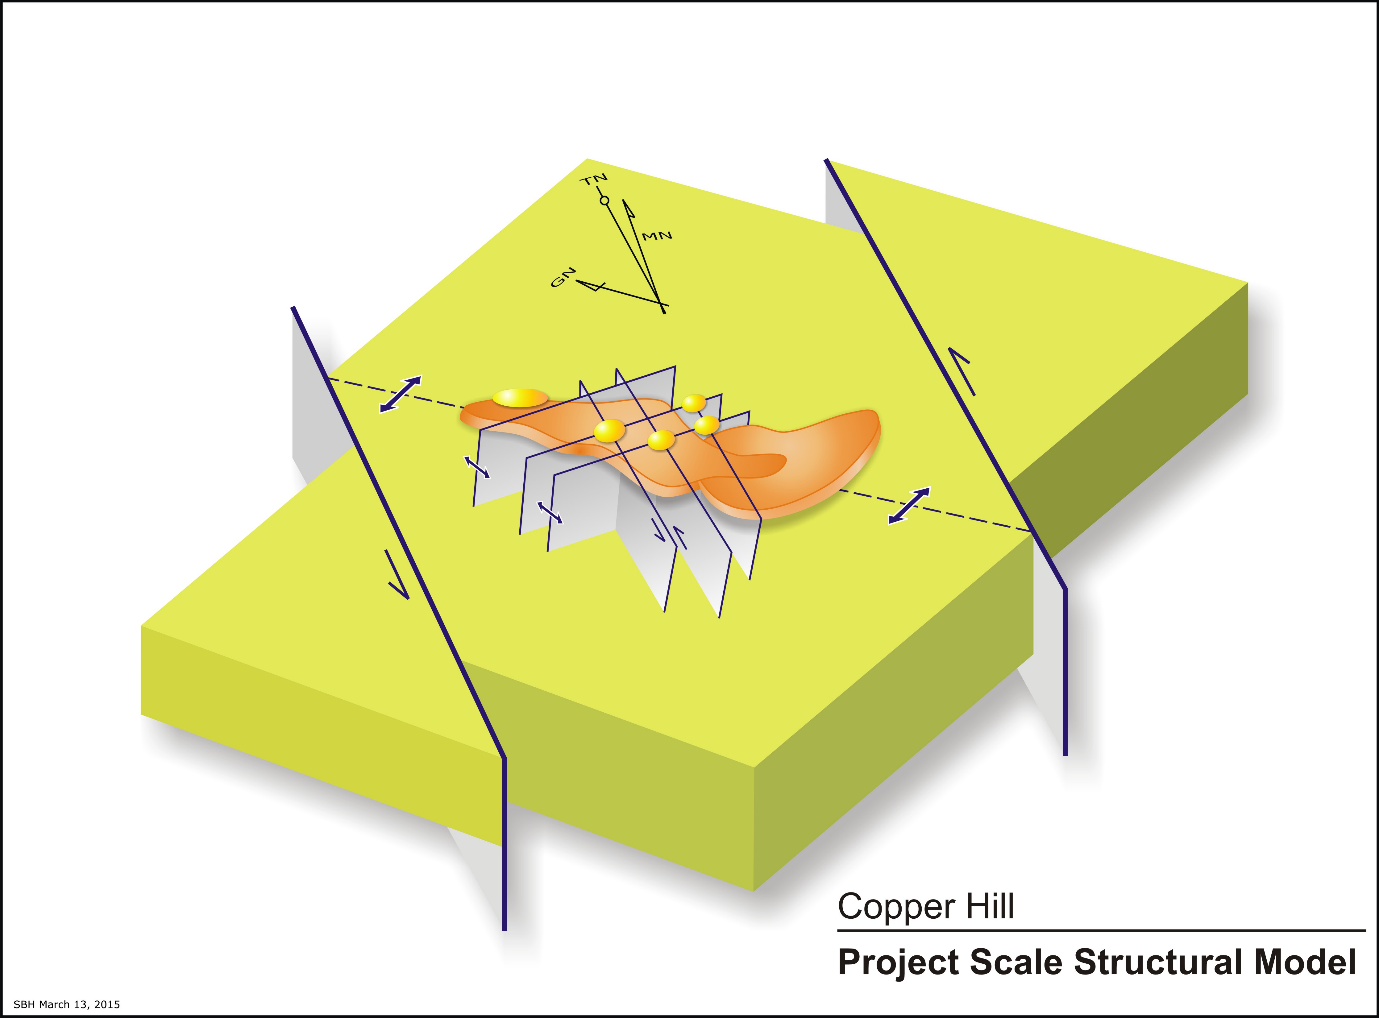 TN
MN
GN
Copper Hill
Project Scale Structural Model
SBH March 13, 2015